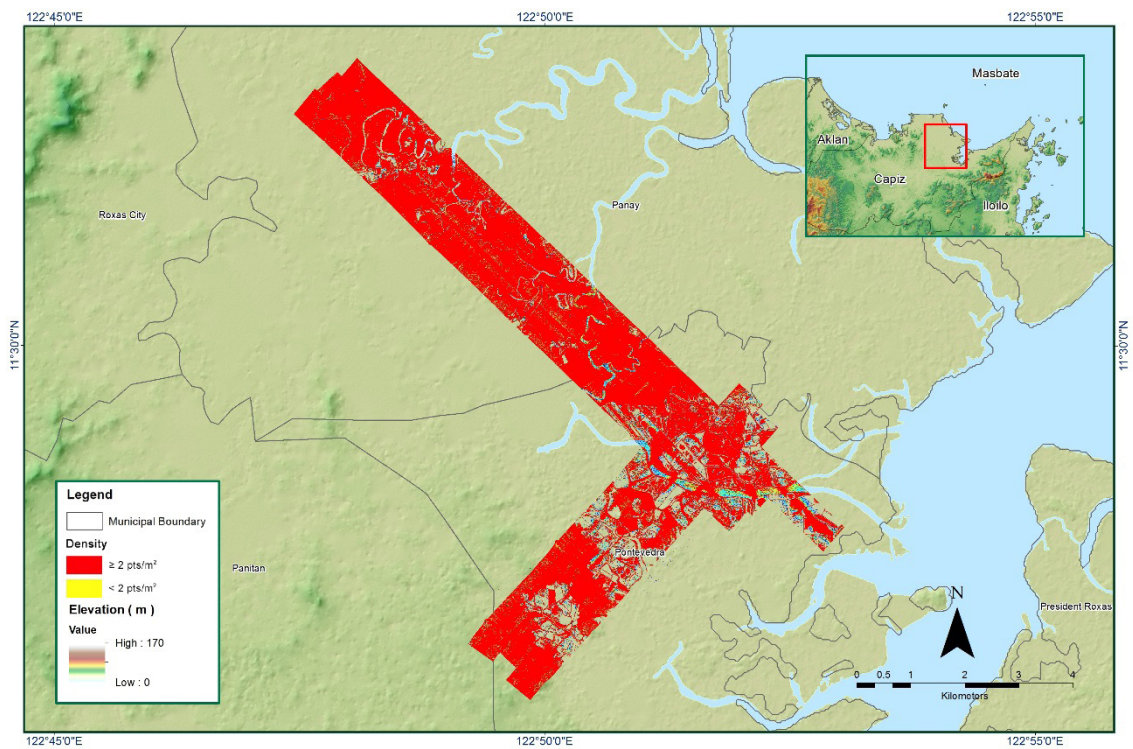 122°45'0"E
122°50'0"E
122°55'0"E
Masbate
Aklan
Capiz
Iloilo
Roxas City
Panay
11°30'0"N
11°30'0"N
Legend
Municipal Boundary
Density
≥ 2 pts/m²
< 2 pts/m²
Elevation ( m )
Value
High : 170
Low : 0
Panitan
Pontevedra
President Roxas
N
0 0.5 1 2 3 4
Kilometers
122°45'0"E
122°50'0"E
122°55'0"E